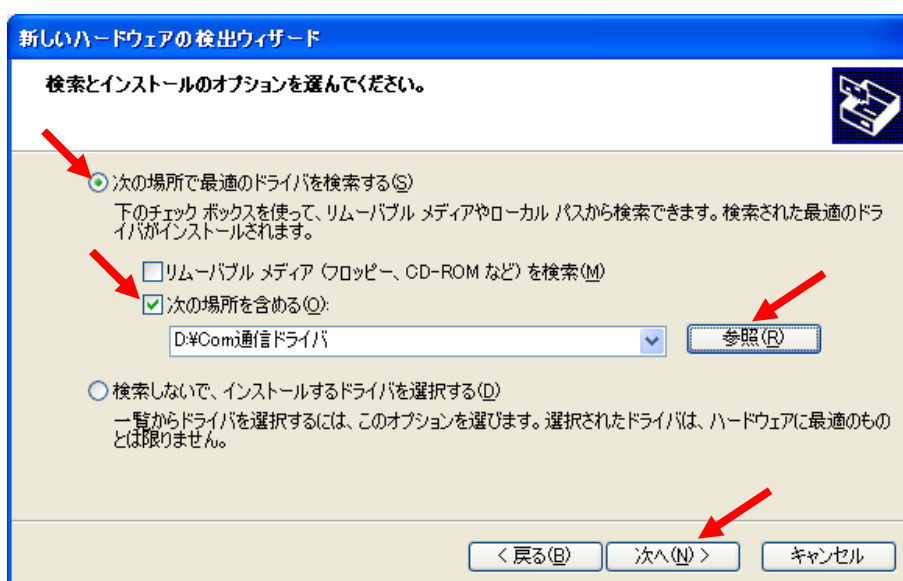 新しいハードウェアの検出ウィザード
検索とインストールのオプションを選んでください。
次の場所で最適のドライバを検索する(S)
下のチェック ボックスを使って、リムーバブル メディアやローカル パスから検索できます。検索された最適のドラ
イバがインストールされます。
リムーバブル メディア (フロッピー、CD-ROM など) を検索(M)
次の場所を含める(O):
D:¥Com通信ドライバ
参照(R)
検索しないで、インストールするドライバを選択する(D)
一覧からドライバを選択するには、このオプションを選びます。選択されたドライバは、ハードウェアに最適のもの
とは限りません。
< 戻る(B)
次へ(N) >
キャンセル